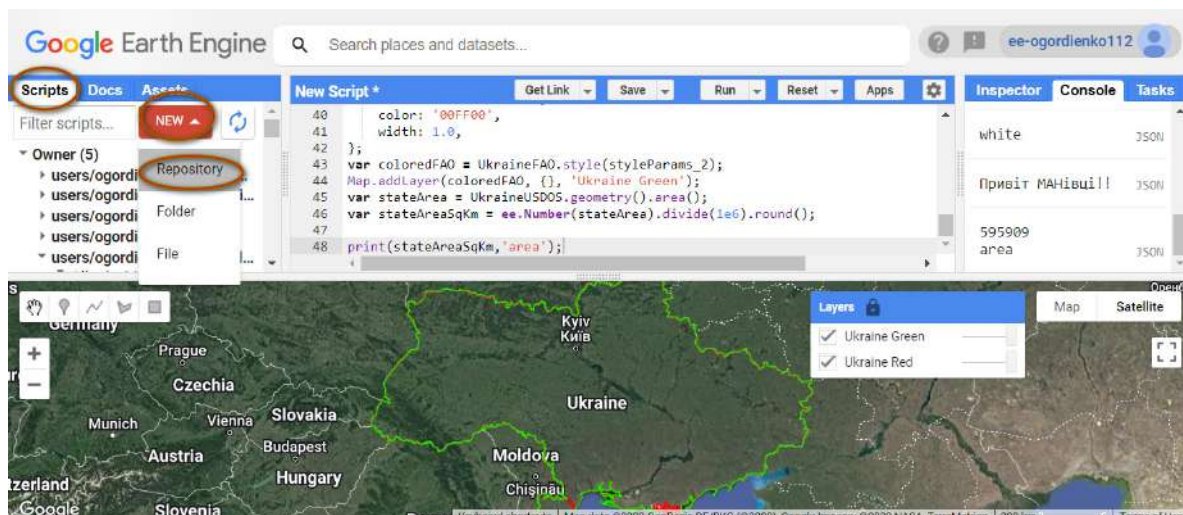 Google Earth Engine
Search places and datasets...
ee-ogordienko112
Scripts Docs Assets
Filter scripts...
NEW
Owner (5)
users/ogordi
users/ogordi
users/ogordi
users/ogordi
users/ogordi
Repository
Folder
File
New Script *
Get Link
Save
Run
Reset
Apps
40 color: '00FF00',
41 width: 1.0,
42 };
43 var coloredFAO = UkraineFAO.style(styleParams_2);
44 Map.addLayer(coloredFAO, {}, 'Ukraine Green');
45 var stateArea = UkraineUSDOS.geometry().area();
46 var stateAreaSqKm = ee.Number(stateArea).divide(1e6).round();
47
48 print(stateAreaSqKm,'area');
Inspector Console Tasks
white JSON
Привіт МАНівці!! JSON
595909
area JSON
Layers
Ukraine Green
Ukraine Red
Map Satellite
Germany
Prague
Czechia
Munich
Vienna
Slovakia
Budapest
Austria
Hungary
Slovenia
Kyiv
Київ
Ukraine
Moldova
Chișinău
Google